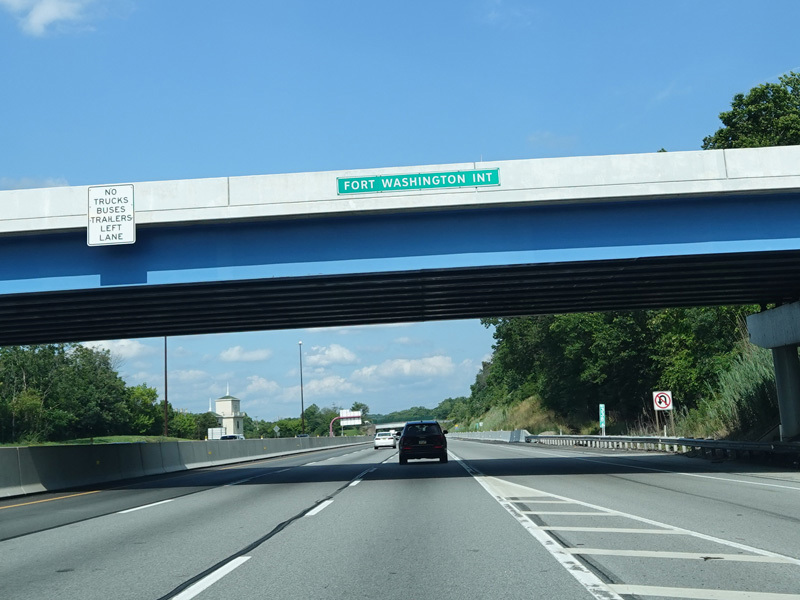 FORT WASHINGTON INT
NO
TRUCKS
BUSES
TRAILERS
LEFT
LANE